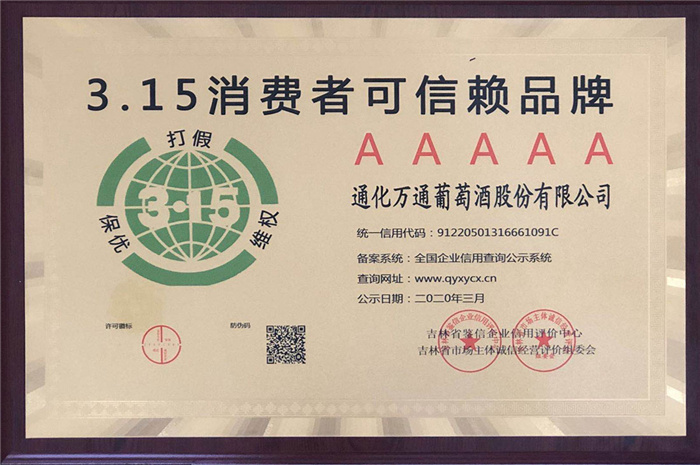 3.15消费者可信赖品牌
AAAAA
打假
保优
3·15
维权
通化万通葡萄酒股份有限公司
统一信用代码：91220501316661091C
备案系统：全国企业信用查询公示系统
查询网址：www.qyxycx.cn
公示日期：二〇二〇年三月
许可徽标
防伪码
吉林省鉴信企业信用评价中心
吉林省市场主体诚信经营评价组委会